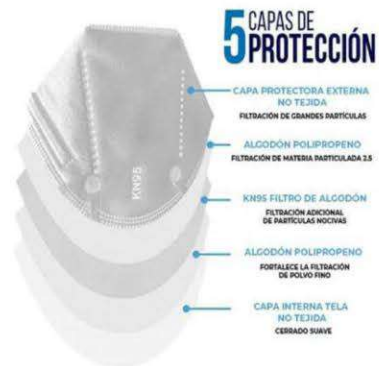 5 CAPAS DE
PROTECCIÓN
CAPA PROTECTORA EXTERNA
NO TEJIDA
FILTRACIÓN DE GRANDES PARTÍCULAS
ALGODÓN POLIPROPENO
FILTRACIÓN DE MATERIA PARTICULADA 2.5
KN95 FILTRO DE ALGODÓN
FILTRACIÓN ADICIONAL
DE PARTÍCULAS NOCIVAS
ALGODÓN POLIPROPENO
FORTALECE LA FILTRACIÓN
DE POLVO FINO
CAPA INTERNA TELA
NO TEJIDA
CERRADO SUAVE
KN95